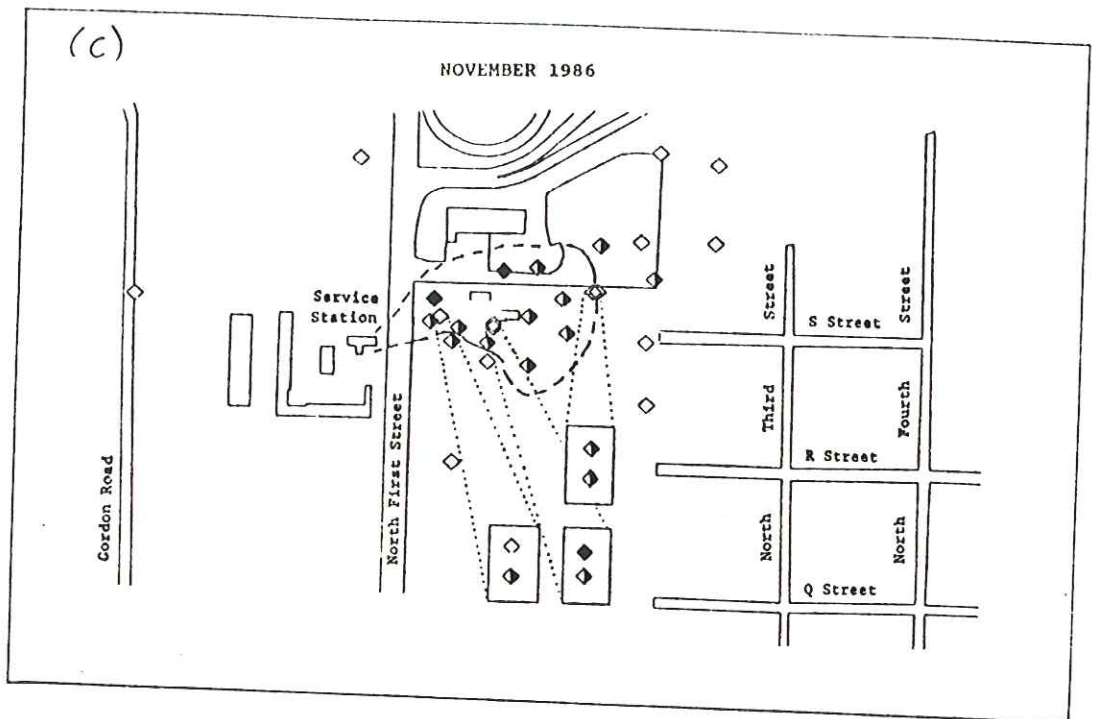 (C)
NOVEMBER 1986
Service
Station
Gordon Road
North First Street
North Third Street
North Fourth Street
S Street
R Street
Q Street